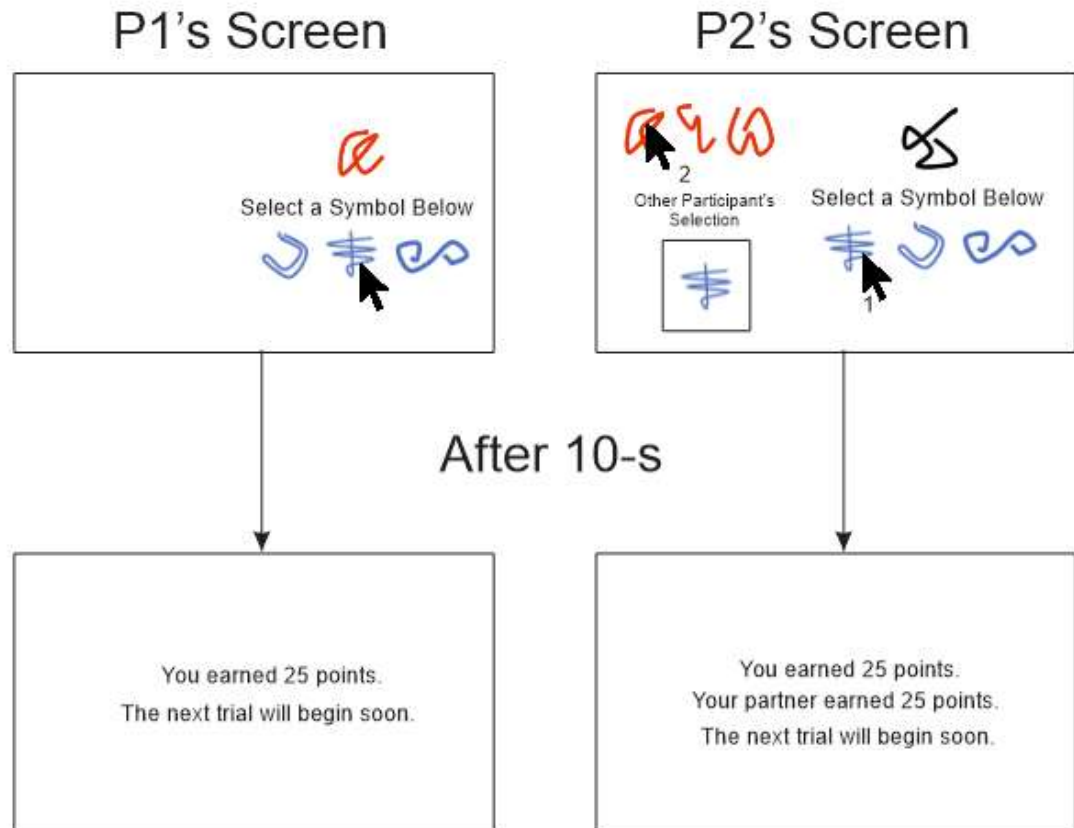 P1's Screen
P2's Screen
Select a Symbol Below
2
Other Participant's
Selection
Select a Symbol Below
1
After 10-s
You earned 25 points.
The next trial will begin soon.
You earned 25 points.
Your partner earned 25 points.
The next trial will begin soon.